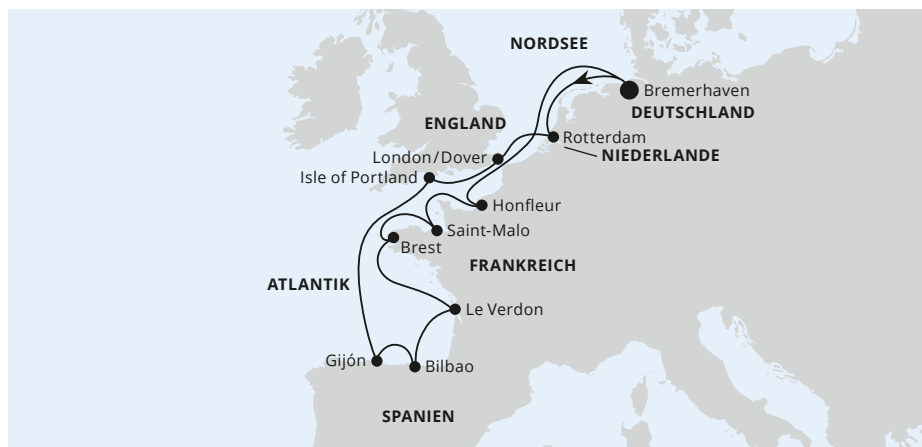 NORDSEE
Bremerhaven
DEUTSCHLAND
ENGLAND
Rotterdam
NIEDERLANDE
London/Dover
Isle of Portland
Honfleur
Saint-Malo
Brest
FRANKREICH
ATLANTIK
Le Verdon
Gijón
Bilbao
SPANIEN